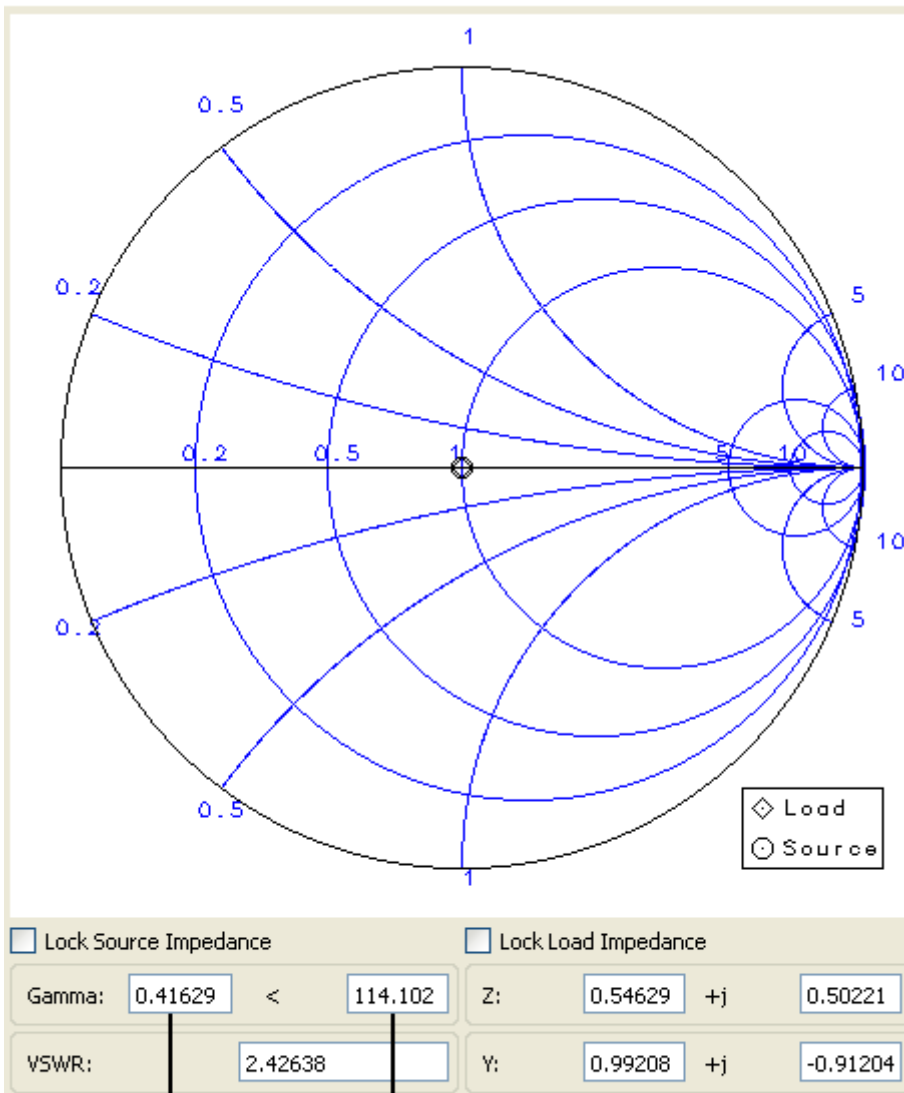 1
0.5
0.2
5
10
0.2 0.5 1 5 10
10
0.2
5
0.5
1
Load
Source
Lock Source Impedance
Lock Load Impedance
Gamma: 0.41629 < 114.102
Z: 0.54629 +j 0.50221
VSWR: 2.42638
Y: 0.99208 +j -0.91204